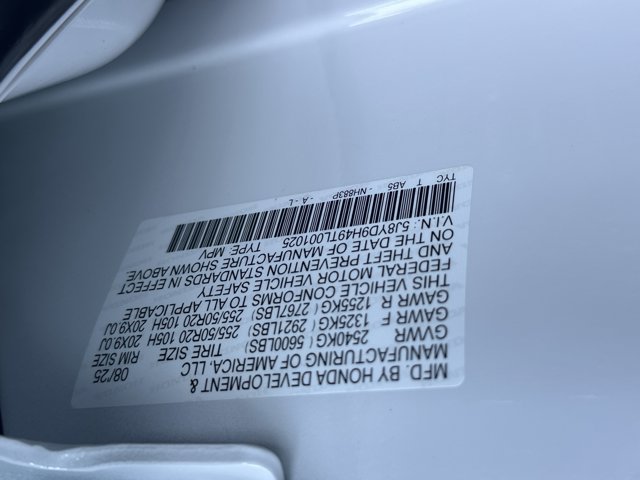 MFD. BY HONDA DEVELOPMENT & 08/25
MANUFACTURING OF AMERICA, LLC
GVWR 2540KG (5600LBS) TIRE SIZE RIM SIZE
GAWR F 1325KG (2921LBS) 255/50R20 105H 20X9.0J
GAWR R 1255KG (2767LBS) 255/50R20 105H 20X9.0J
THIS VEHICLE CONFORMS TO ALL APPLICABLE
FEDERAL MOTOR VEHICLE SAFETY
AND THEFT PREVENTION STANDARDS IN EFFECT
ON THE DATE OF MANUFACTURE SHOWN ABOVE.
V.I.N.: 5J8YD9H49TL001025 TYPE: MPV
TYC T AB5 -NH883P -A -L